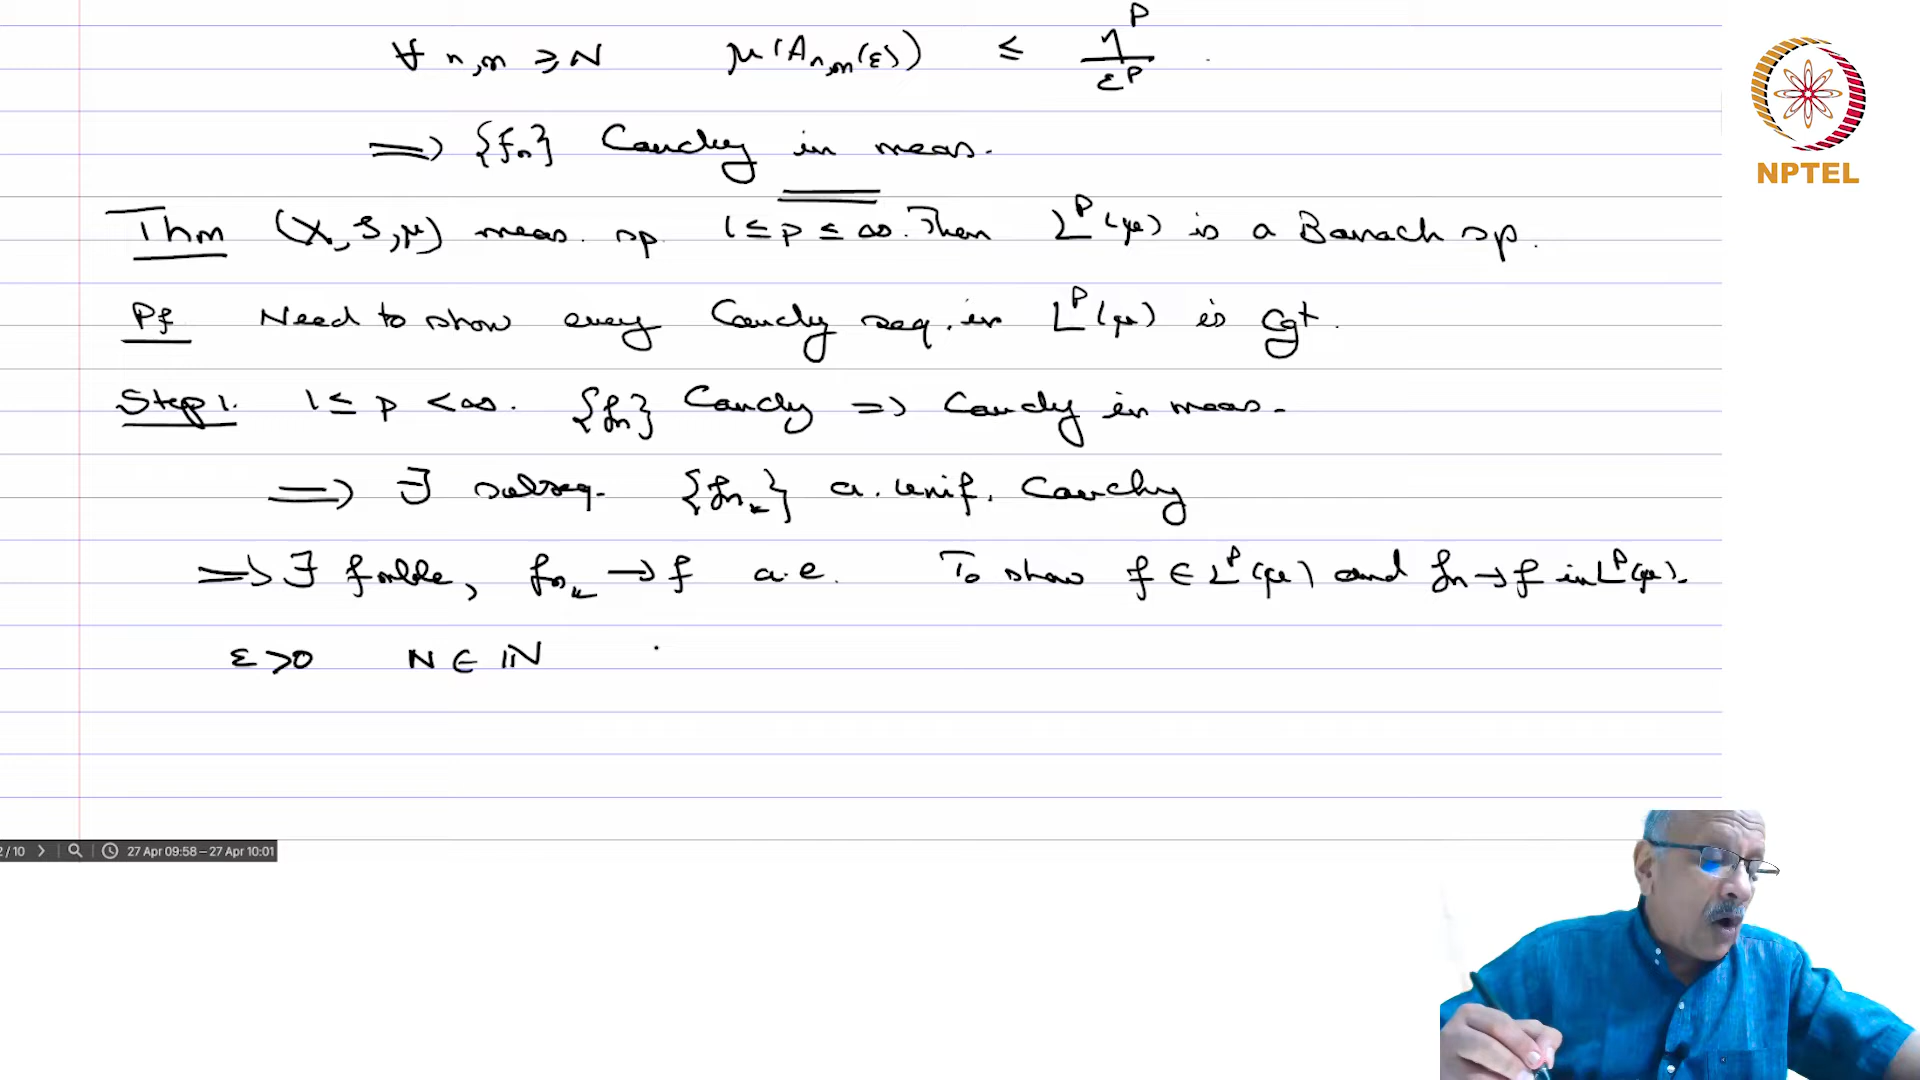 ∀ n,m ⩾ N μ(A_{n,m}(ε)) ≤ η^p / ε^p .
⟹ {f_n} Cauchy in meas.
Thm (X, S, μ) meas. sp. 1 ≤ p ≤ ∞. Then L^p(μ) is a Banach sp.
Pf. Need to show every Cauchy seq. in L^p(μ) is cgt.
Step 1. 1 ≤ p < ∞. {f_n} Cauchy ⟹ Cauchy in meas.
⟹ ∃ subseq. {f_{n_k}} a. unif. Cauchy
⟹ ∃ f mble, f_{n_k} → f a.e. To show f ∈ L^p(μ) and f_n → f in L^p(μ).
ε > 0 N ∈ ℕ
NPTEL
2/10 27 Apr 09:58 – 27 Apr 10:01